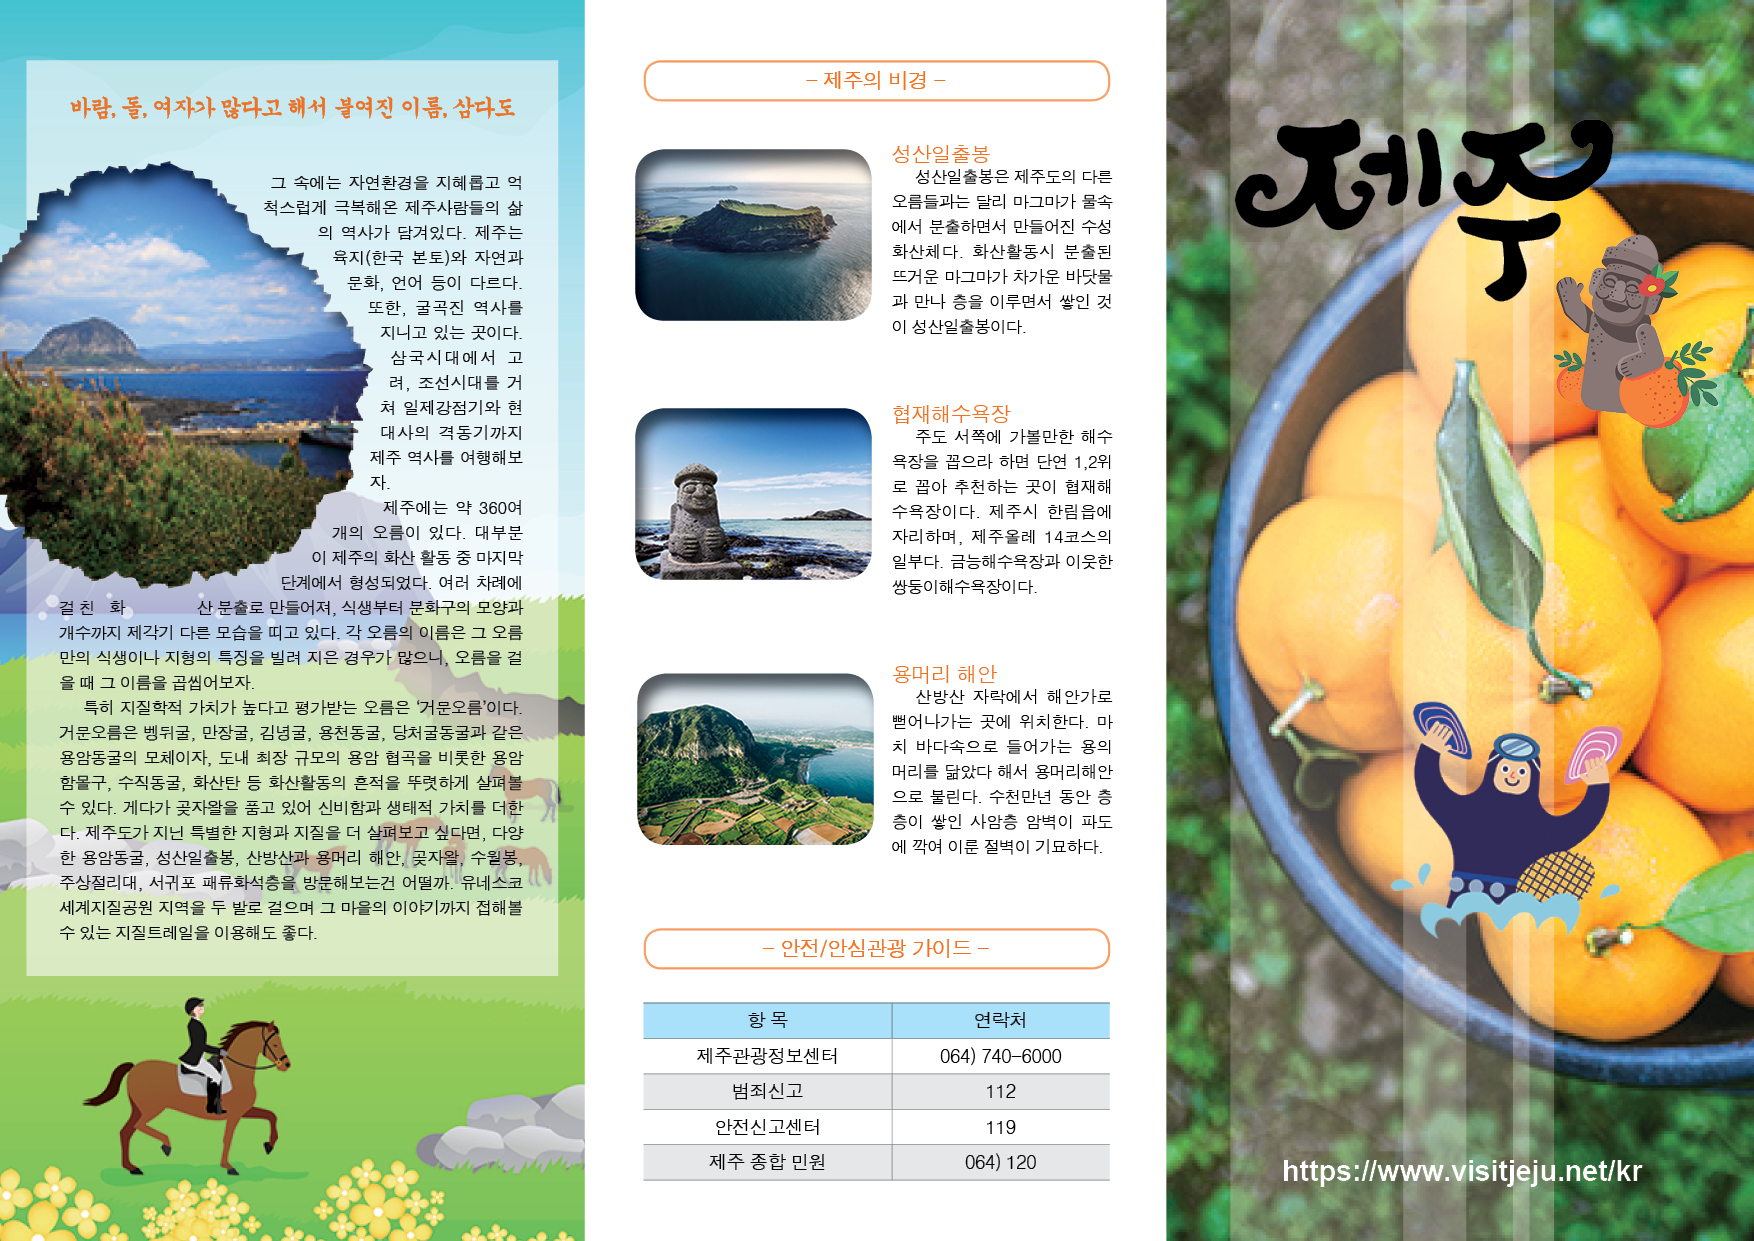 바람, 돌, 여자가 많다고 해서 붙여진 이름, 삼다도
그 속에는 자연환경을 지혜롭고 억
척스럽게 극복해온 제주사람들의 삶
의 역사가 담겨있다. 제주는
육지(한국 본토)와 자연과
문화, 언어 등이 다르다.
또한, 굴곡진 역사를
지니고 있는 곳이다.
삼국시대에서 고
려, 조선시대를 거
쳐 일제강점기와 현
대사의 격동기까지
제주 역사를 여행해보
자.
제주에는 약 360여
개의 오름이 있다. 대부분
이 제주의 화산 활동 중 마지막
단계에서 형성되었다. 여러 차례에
걸친 화 산 분출로 만들어져, 식생부터 분화구의 모양과
개수까지 제각기 다른 모습을 띠고 있다. 각 오름의 이름은 그 오름
만의 식생이나 지형의 특징을 빌려 지은 경우가 많으니, 오름을 걸
을 때 그 이름을 곱씹어보자.
특히 지질학적 가치가 높다고 평가받는 오름은 ‘거문오름’이다.
거문오름은 벵뒤굴, 만장굴, 김녕굴, 용천동굴, 당처굴동굴과 같은
용암동굴의 모체이자, 도내 최장 규모의 용암 협곡을 비롯한 용암
함몰구, 수직동굴, 화산탄 등 화산활동의 흔적을 뚜렷하게 살펴볼
수 있다. 게다가 곶자왈을 품고 있어 신비함과 생태적 가치를 더한
다. 제주도가 지닌 특별한 지형과 지질을 더 살펴보고 싶다면, 다양
한 용암동굴, 성산일출봉, 산방산과 용머리 해안, 곶자왈, 수월봉,
주상절리대, 서귀포 패류화석층을 방문해보는건 어떨까. 유네스코
세계지질공원 지역을 두 발로 걸으며 그 마을의 이야기까지 접해볼
수 있는 지질트레일을 이용해도 좋다.
- 제주의 비경 -
성산일출봉
성산일출봉은 제주도의 다른
오름들과는 달리 마그마가 물속
에서 분출하면서 만들어진 수성
화산체다. 화산활동시 분출된
뜨거운 마그마가 차가운 바닷물
과 만나 층을 이루면서 쌓인 것
이 성산일출봉이다.
협재해수욕장
주도 서쪽에 가볼만한 해수
욕장을 꼽으라 하면 단연 1,2위
로 꼽아 추천하는 곳이 협재해
수욕장이다. 제주시 한림읍에
자리하며, 제주올레 14코스의
일부다. 금능해수욕장과 이웃한
쌍둥이해수욕장이다.
용머리 해안
산방산 자락에서 해안가로
뻗어나가는 곳에 위치한다. 마
치 바다속으로 들어가는 용의
머리를 닮았다 해서 용머리해안
으로 불린다. 수천만년 동안 층
층이 쌓인 사암층 암벽이 파도
에 깍여 이룬 절벽이 기묘하다.
- 안전/안심관광 가이드 -
항 목 연락처
제주관광정보센터 064) 740-6000
범죄신고 112
안전신고센터 119
제주 종합 민원 064) 120
제주
https://www.visitjeju.net/kr